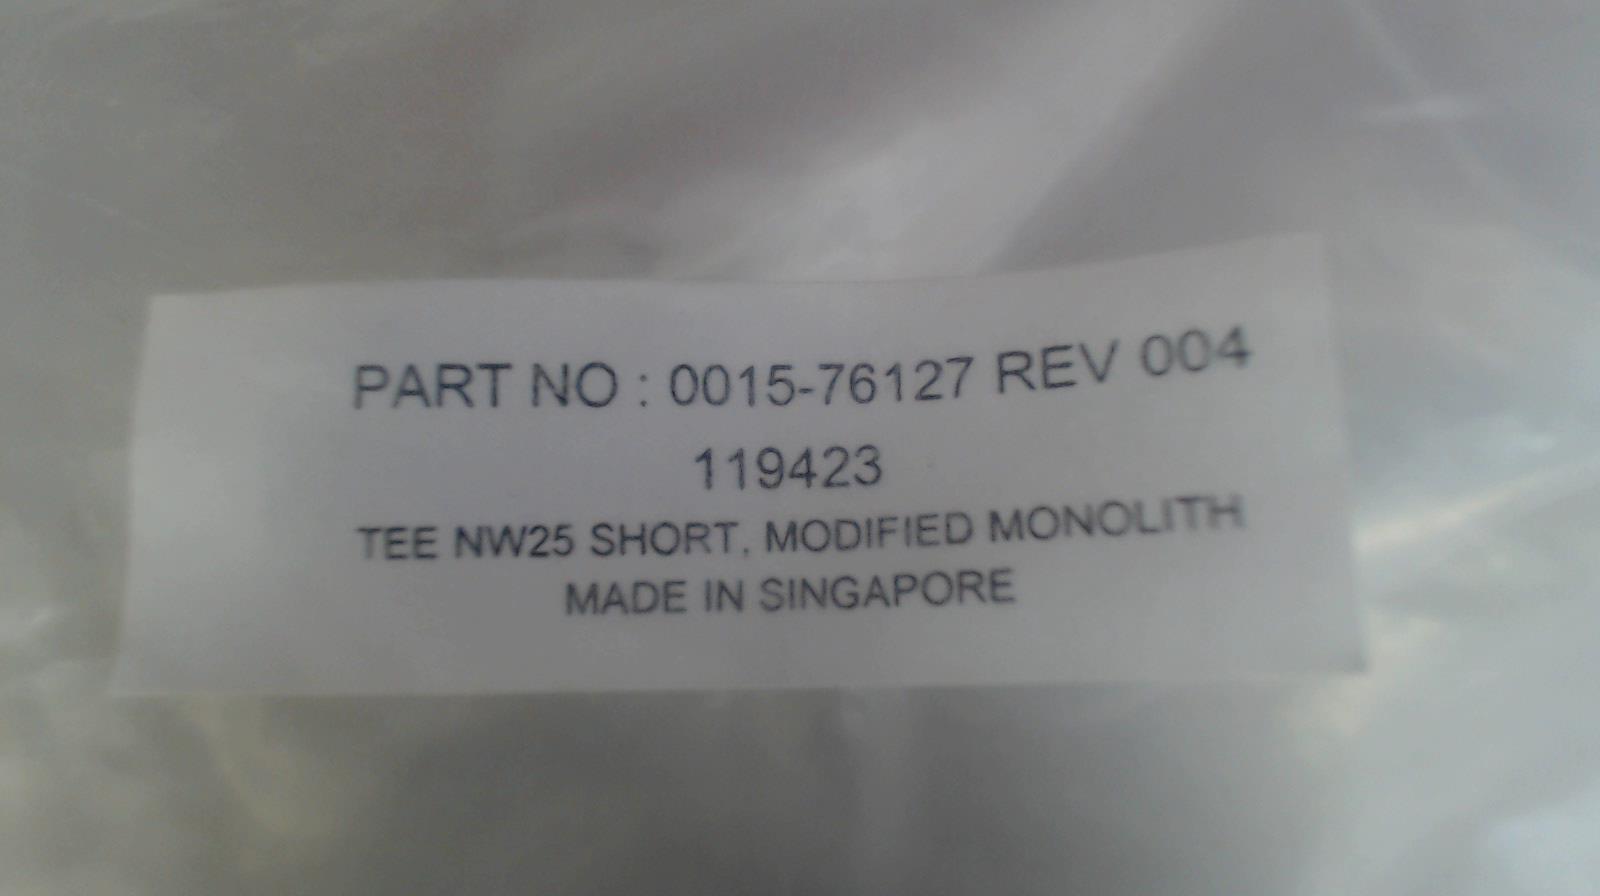 PART NO : 0015-76127 REV 004
119423
TEE NW25 SHORT, MODIFIED MONOLITH
MADE IN SINGAPORE